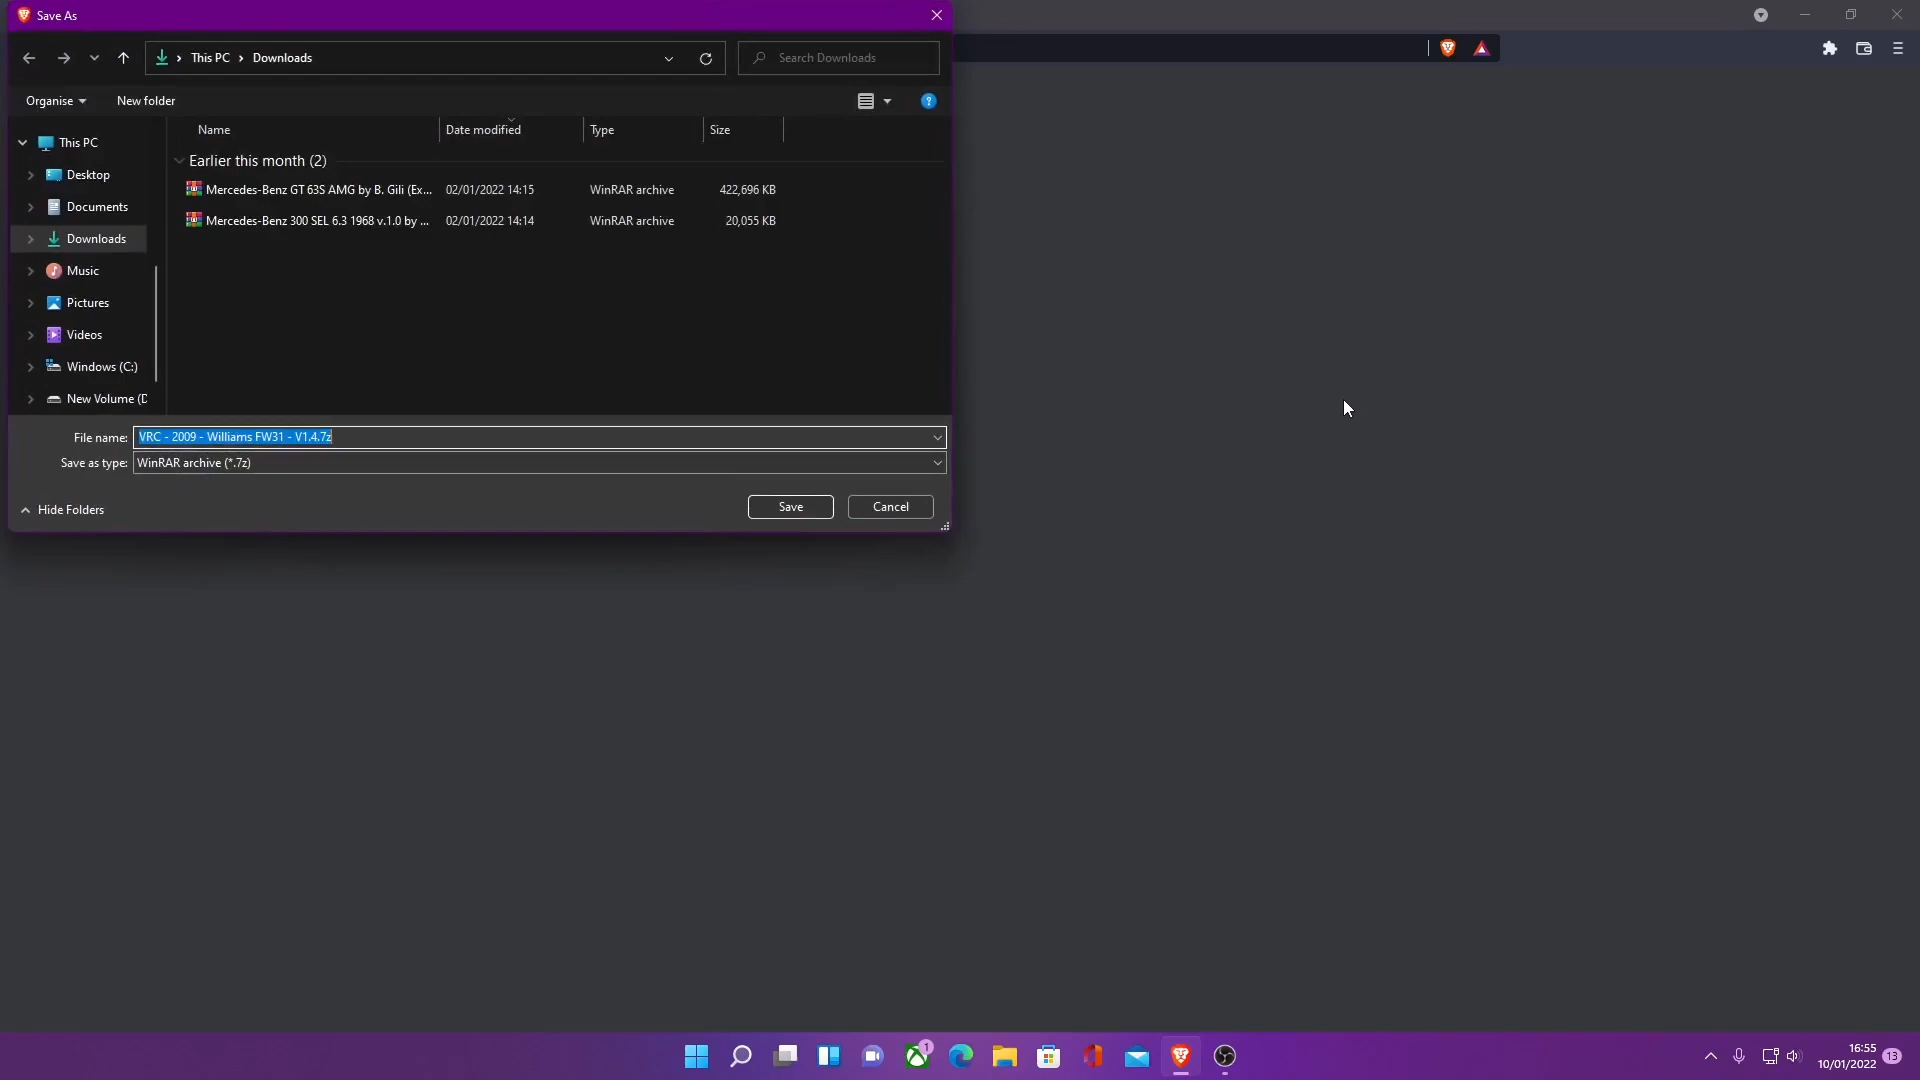 Save As
This PC
Downloads
Search Downloads
Organise
New folder
Name
Date modified
Type
Size
This PC
Desktop
Documents
Downloads
Music
Pictures
Videos
Windows (C:)
New Volume (D
Earlier this month (2)
Mercedes-Benz GT 63S AMG by B. Gili (Ex... 02/01/2022 14:15 WinRAR archive 422,696 KB
Mercedes-Benz 300 SEL 6.3 1968 v.1.0 by ... 02/01/2022 14:14 WinRAR archive 20,055 KB
File name: VRC - 2009 - Williams FW31 - V1.4.7z
Save as type: WinRAR archive (*.7z)
Hide Folders
Save
Cancel
1
16:55
10/01/2022
13